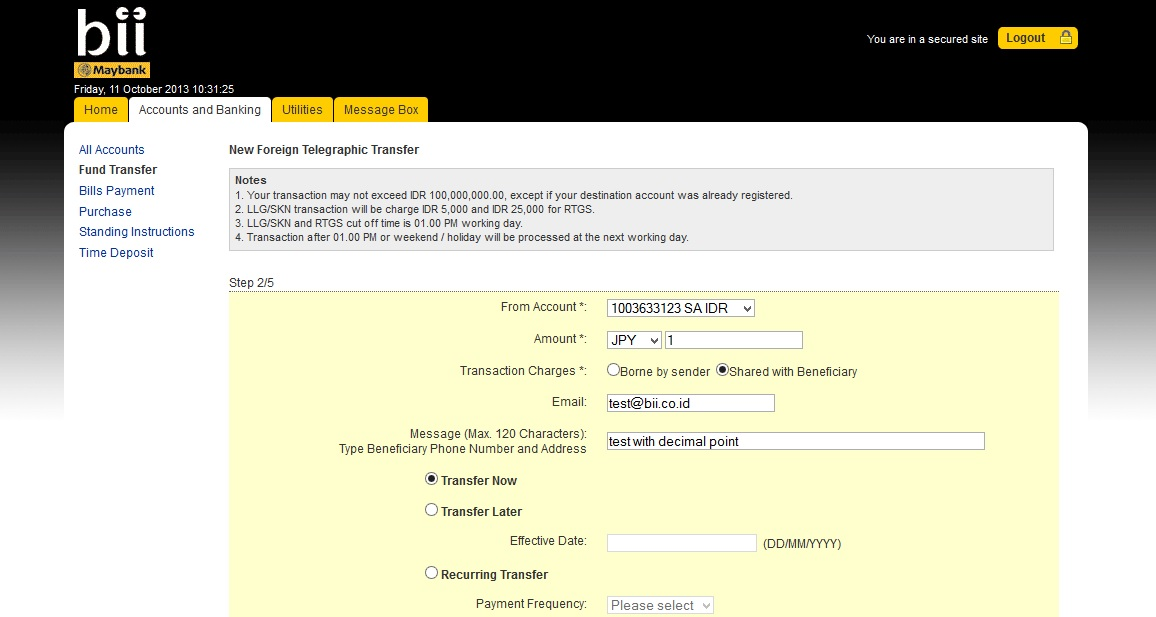 bii
Maybank
You are in a secured site Logout
Friday, 11 October 2013 10:31:25
Home Accounts and Banking Utilities Message Box
All Accounts
Fund Transfer
Bills Payment
Purchase
Standing Instructions
Time Deposit
New Foreign Telegraphic Transfer
Notes
1. Your transaction may not exceed IDR 100,000,000.00, except if your destination account was already registered.
2. LLG/SKN transaction will be charge IDR 5,000 and IDR 25,000 for RTGS.
3. LLG/SKN and RTGS cut off time is 01.00 PM working day.
4. Transaction after 01.00 PM or weekend / holiday will be processed at the next working day.
Step 2/5
From Account *: 1003633123 SA IDR
Amount *: JPY 1
Transaction Charges *: Borne by sender Shared with Beneficiary
Email: test@bii.co.id
Message (Max. 120 Characters):
Type Beneficiary Phone Number and Address test with decimal point
Transfer Now
Transfer Later
Effective Date: (DD/MM/YYYY)
Recurring Transfer
Payment Frequency: Please select